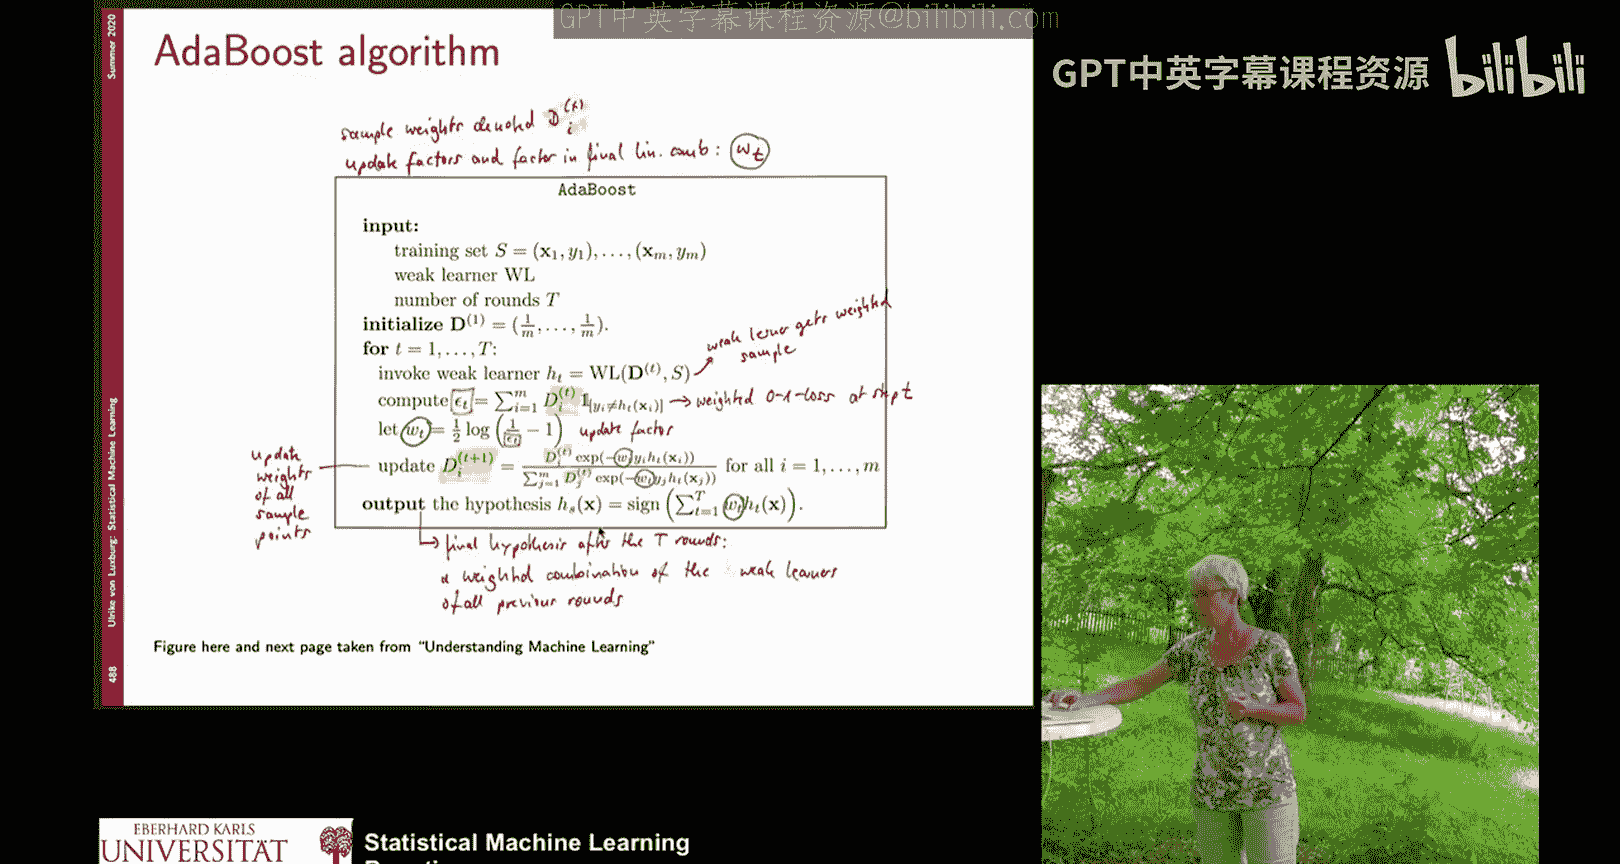 GPT中英字幕课程资源@bilibili.com
GPT中英字幕课程资源 bilibili
Summer 2020
Ulrike von Luxburg: Statistical Machine Learning
488
AdaBoost algorithm
sample weights denoted D_i^{(t)}
update factors and factor in final lin. comb: w_t
AdaBoost
input:
training set S = (x_1, y_1), . . . , (x_m, y_m)
weak learner WL
number of rounds T
initialize D^{(1)} = (1/m, . . . , 1/m).
for t = 1, . . . , T:
invoke weak learner h_t = WL(D^{(t)}, S)
weak lerner gets weighted
sample
compute ε_t = ∑_{i=1}^m D_i^{(t)} 1_{[y_i≠h_t(x_i)]} → weighted 0-1-loss at step t
let w_t = 1/2 log (1/ε_t − 1) update factor
update D_i^{(t+1)} = D_i^{(t)} exp(−w_t y_i h_t(x_i)) / ∑_{j=1}^m D_j^{(t)} exp(−w_t y_j h_t(x_j)) for all i = 1, . . . , m
output the hypothesis h_s(x) = sign (∑_{t=1}^T w_t h_t(x)).
update
weights
of all
sample
points
final hypothesis after the T rounds:
a weighted combination of the weak learners
of all previous rounds
Figure here and next page taken from "Understanding Machine Learning"
EBERHARD KARLS
UNIVERSITÄT
Statistical Machine Learning